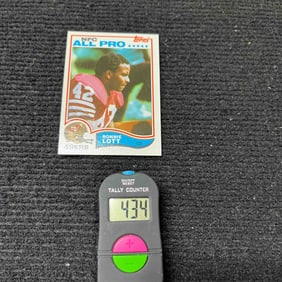 NFC
ALL PRO
topps
42
RONNIE
LOTT
49ERS
TALLY COUNTER
434
+
-